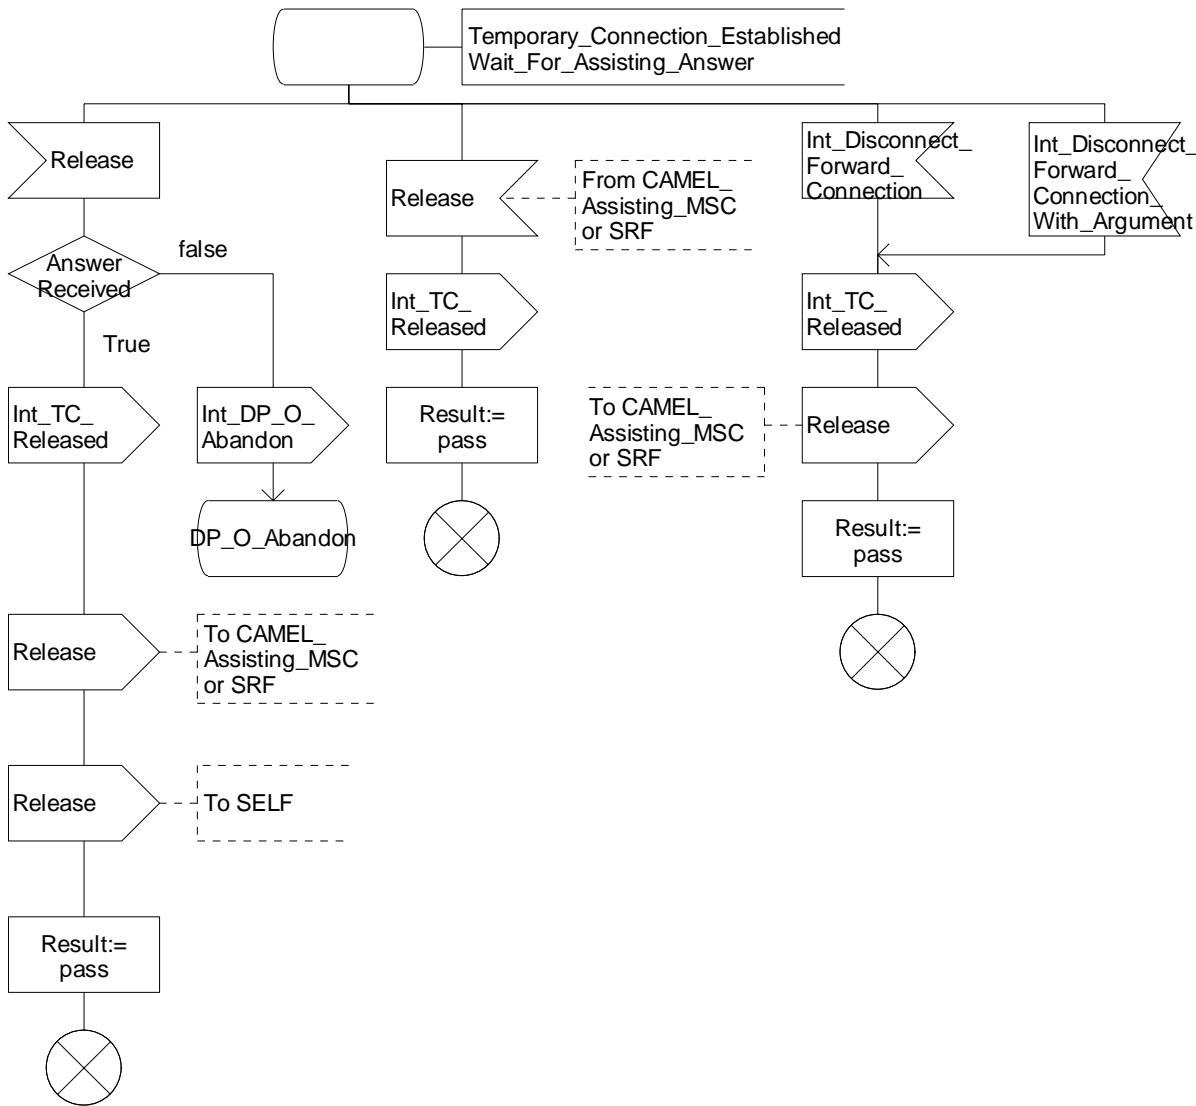 Temporary_Connection_Established
Wait_For_Assisting_Answer
Release
Answer
Received
false
True
Int_TC_
Released
Int_DP_O_
Abandon
DP_O_Abandon
Release
To CAMEL_
Assisting_MSC
or SRF
Release
To SELF
Result:=
pass
Release
From CAMEL_
Assisting_MSC
or SRF
Int_TC_
Released
Result:=
pass
Int_Disconnect_
Forward_
Connection
Int_Disconnect_
Forward_
Connection_
With_Argument
Int_TC_
Released
To CAMEL_
Assisting_MSC
or SRF
Release
Result:=
pass